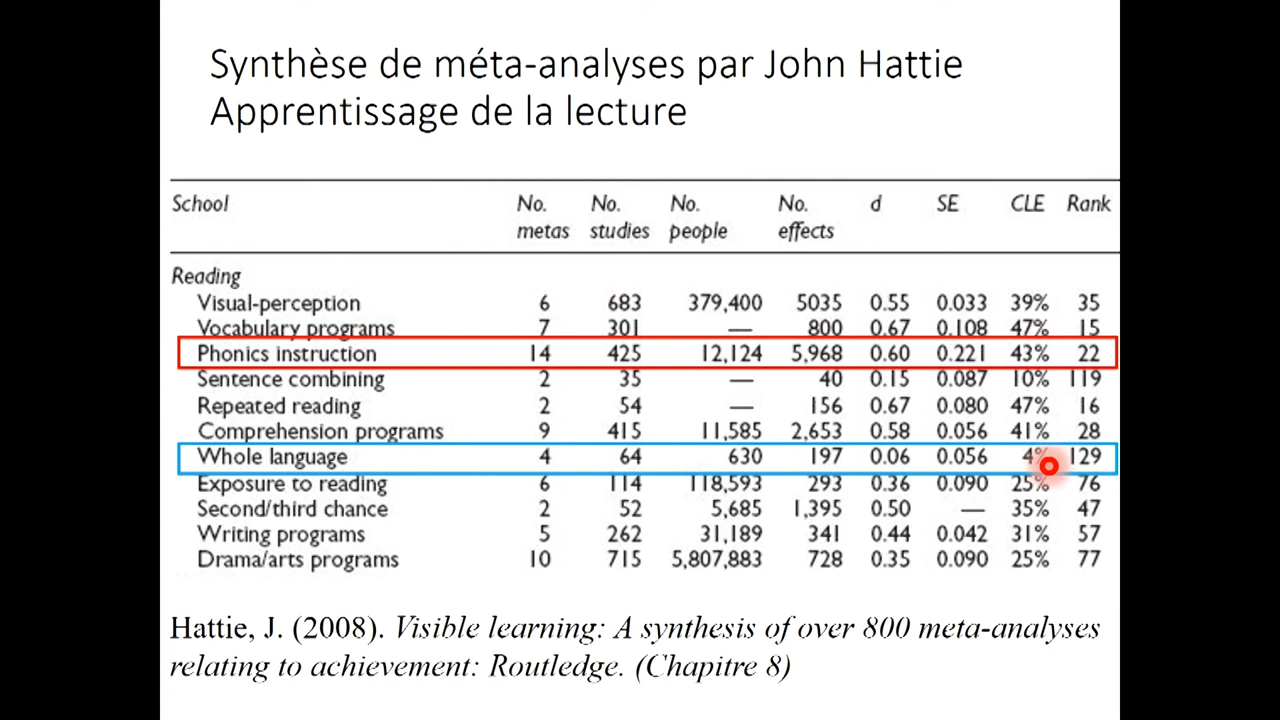 Synthèse de méta-analyses par John Hattie
Apprentissage de la lecture
School No. metas No. studies No. people No. effects d SE CLE Rank
Reading
Visual-perception 6 683 379,400 5035 0.55 0.033 39% 35
Vocabulary programs 7 301 — 800 0.67 0.108 47% 15
Phonics instruction 14 425 12,124 5,968 0.60 0.221 43% 22
Sentence combining 2 35 — 40 0.15 0.087 10% 119
Repeated reading 2 54 — 156 0.67 0.080 47% 16
Comprehension programs 9 415 11,585 2,653 0.58 0.056 41% 28
Whole language 4 64 630 197 0.06 0.056 4% 129
Exposure to reading 6 114 118,593 293 0.36 0.090 25% 76
Second/third chance 2 52 5,685 1,395 0.50 — 35% 47
Writing programs 5 262 31,189 341 0.44 0.042 31% 57
Drama/arts programs 10 715 5,807,883 728 0.35 0.090 25% 77
Hattie, J. (2008). Visible learning: A synthesis of over 800 meta-analyses
relating to achievement: Routledge. (Chapitre 8)